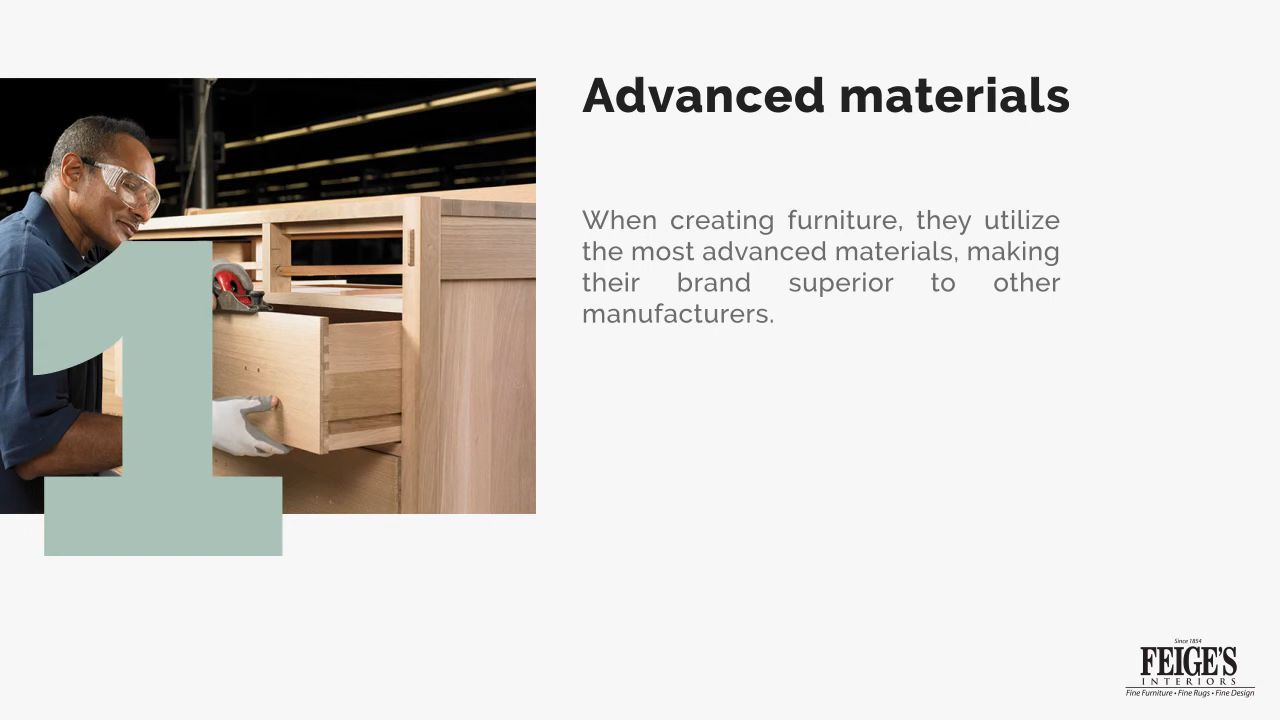 Advanced materials
When creating furniture, they utilize
the most advanced materials, making
their brand superior to other
manufacturers.
1
Since 1854
FEIGE'S
INTERIORS
Fine Furniture • Fine Rugs • Fine Design